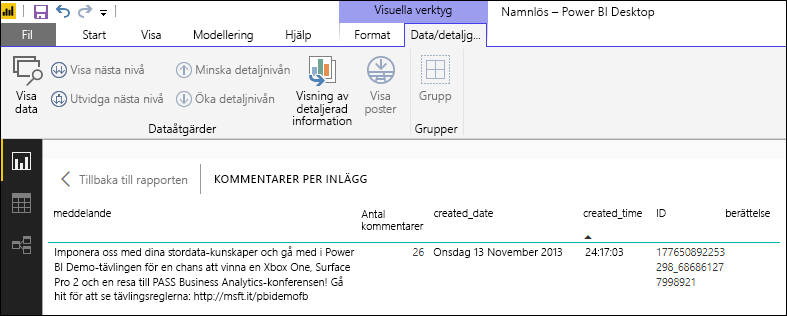 Visuella verktyg
Namnlös – Power BI Desktop
Fil Start Visa Modellering Hjälp Format Data/detaljg...
Visa data
Visa nästa nivå
Utvidga nästa nivå
Minska detaljnivån
Öka detaljnivån
Visning av detaljerad information
Visa poster
Grupp
Dataåtgärder
Grupper
Tillbaka till rapporten
KOMMENTARER PER INLÄGG
meddelande Antal kommentarer created_date created_time ID berättelse
Imponera oss med dina stordata-kunskaper och gå med i Power 26 Onsdag 13 November 2013 24:17:03 177650892253
BI Demo-tävlingen för en chans att vinna en Xbox One, Surface 298_68686127
Pro 2 och en resa till PASS Business Analytics-konferensen! Gå 7998921
hit för att se tävlingsreglerna: http://msft.it/pbidemofb